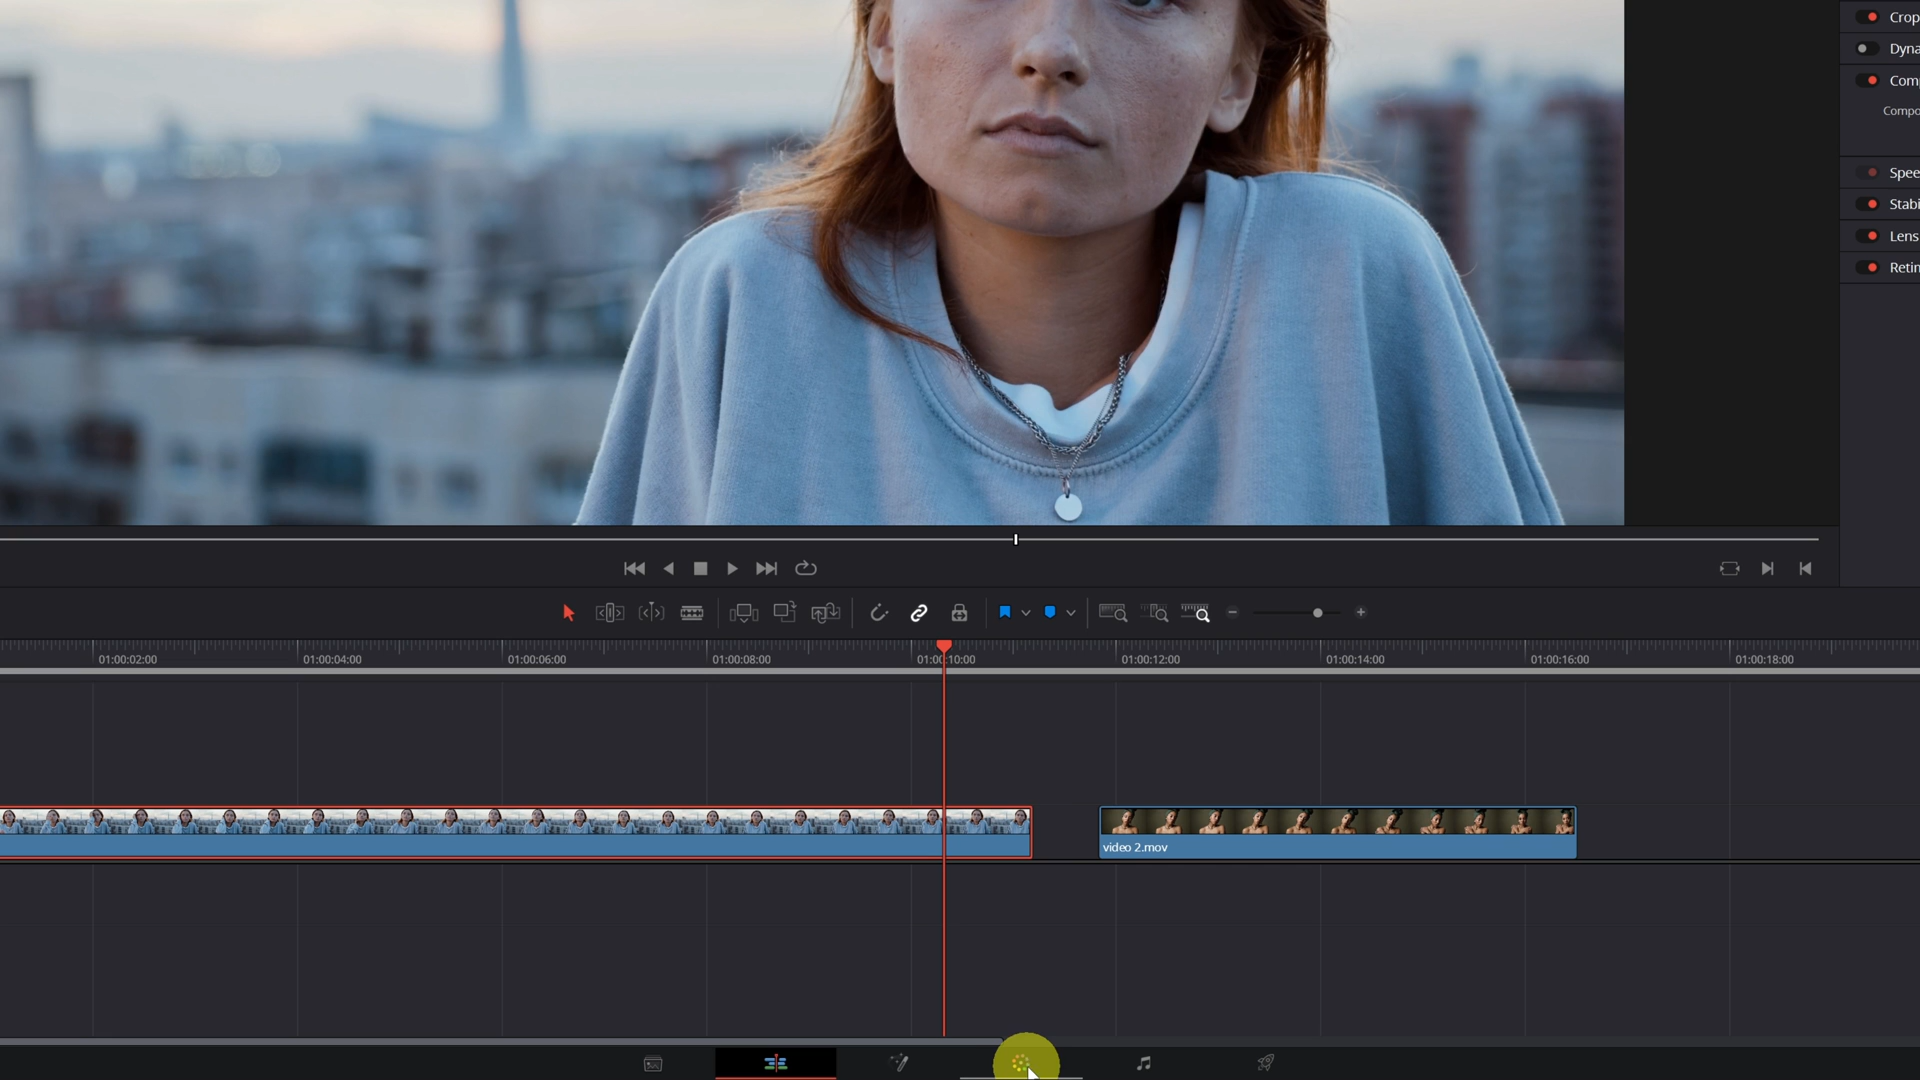 Crop
Dyna
Comp
Compo
Spee
Stabi
Lens
Retin
01:00:02:00
01:00:04:00
01:00:06:00
01:00:08:00
01:00:10:00
01:00:12:00
01:00:14:00
01:00:16:00
01:00:18:00
video 2.mov